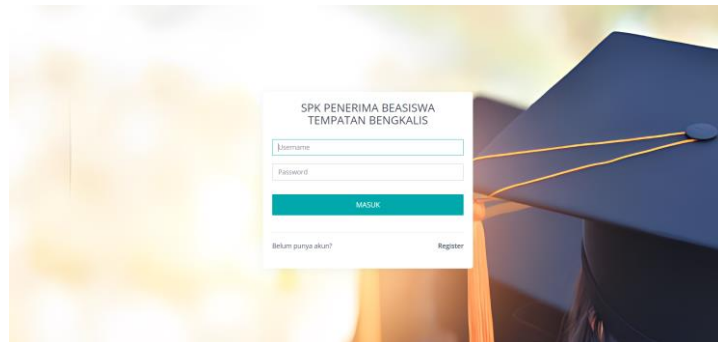 SPK PENERIMA BEASISWA
TEMPATAN BENGKALIS
Username
Password
MASUK
Belum punya akun? Register